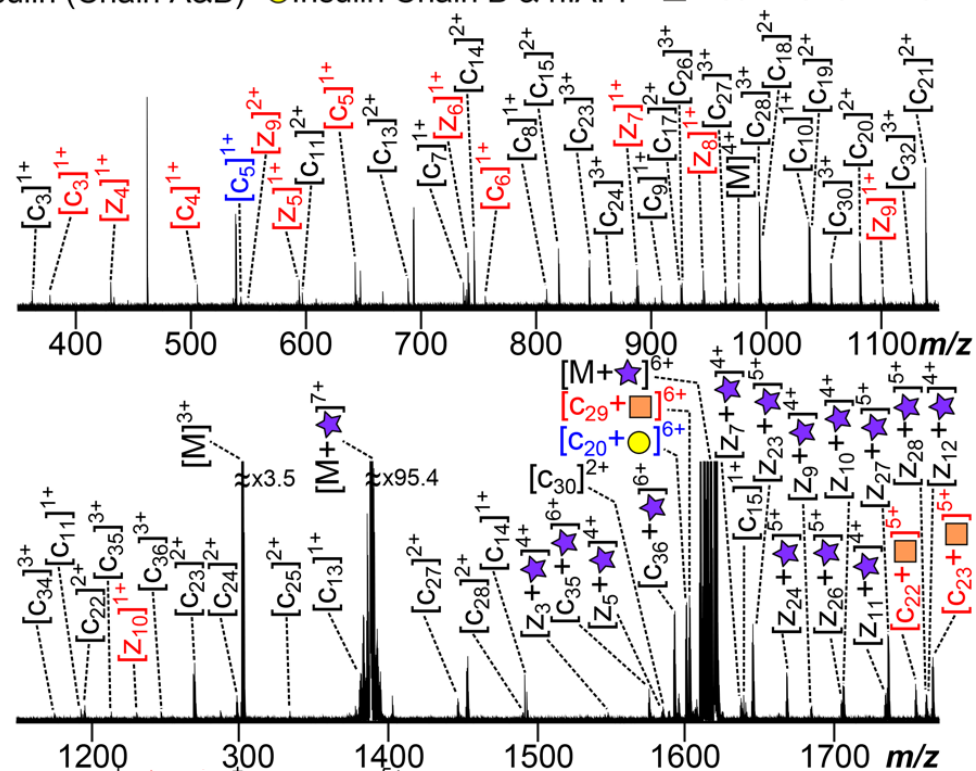 [c3]1+
[c3]1+
[z4]1+
[c4]1+
[c5]1+
[z9]2+
[z5]1+
[c11]2+
[c5]1+
[c13]2+
[c7]1+
[z6]1+
[c14]2+
[c6]1+
[c8]1+
[c15]2+
[c23]3+
[c24]3+
[z7]1+
[c9]1+
[c17]2+
[c26]3+
[z8]1+
[c27]3+
[M]4+
[c28]3+
[c18]2+
[c10]1+
[c19]2+
[c30]3+
[c20]2+
[z9]1+
[c32]3+
[c21]2+
400 500 600 700 800 900 1000 1100 m/z
[c34]3+
[c11]1+
[c22]2+
[c35]3+
[z10]1+
[c36]3+
[c23]2+
[M]3+
[c24]2+
≈x3.5
[c25]2+
[M+★]7+
[c13]1+
≈x95.4
[c27]2+
[c28]2+
[c14]1+
[z3+★]4+
[c35+★]6+
[z5+★]4+
[c30]2+
[c36+★]6+
[M+★]6+
[c29+■]6+
[c20+●]6+
[z7+★]4+
[c15]1+
[z23+★]5+
[z24+★]5+
[z9+★]4+
[z26+★]5+
[z10+★]4+
[z11+★]4+
[z27+★]5+
[c22+■]5+
[z28+★]5+
[z12+★]4+
[c23+■]5+
1200 300 1400 1500 1600 1700 m/z